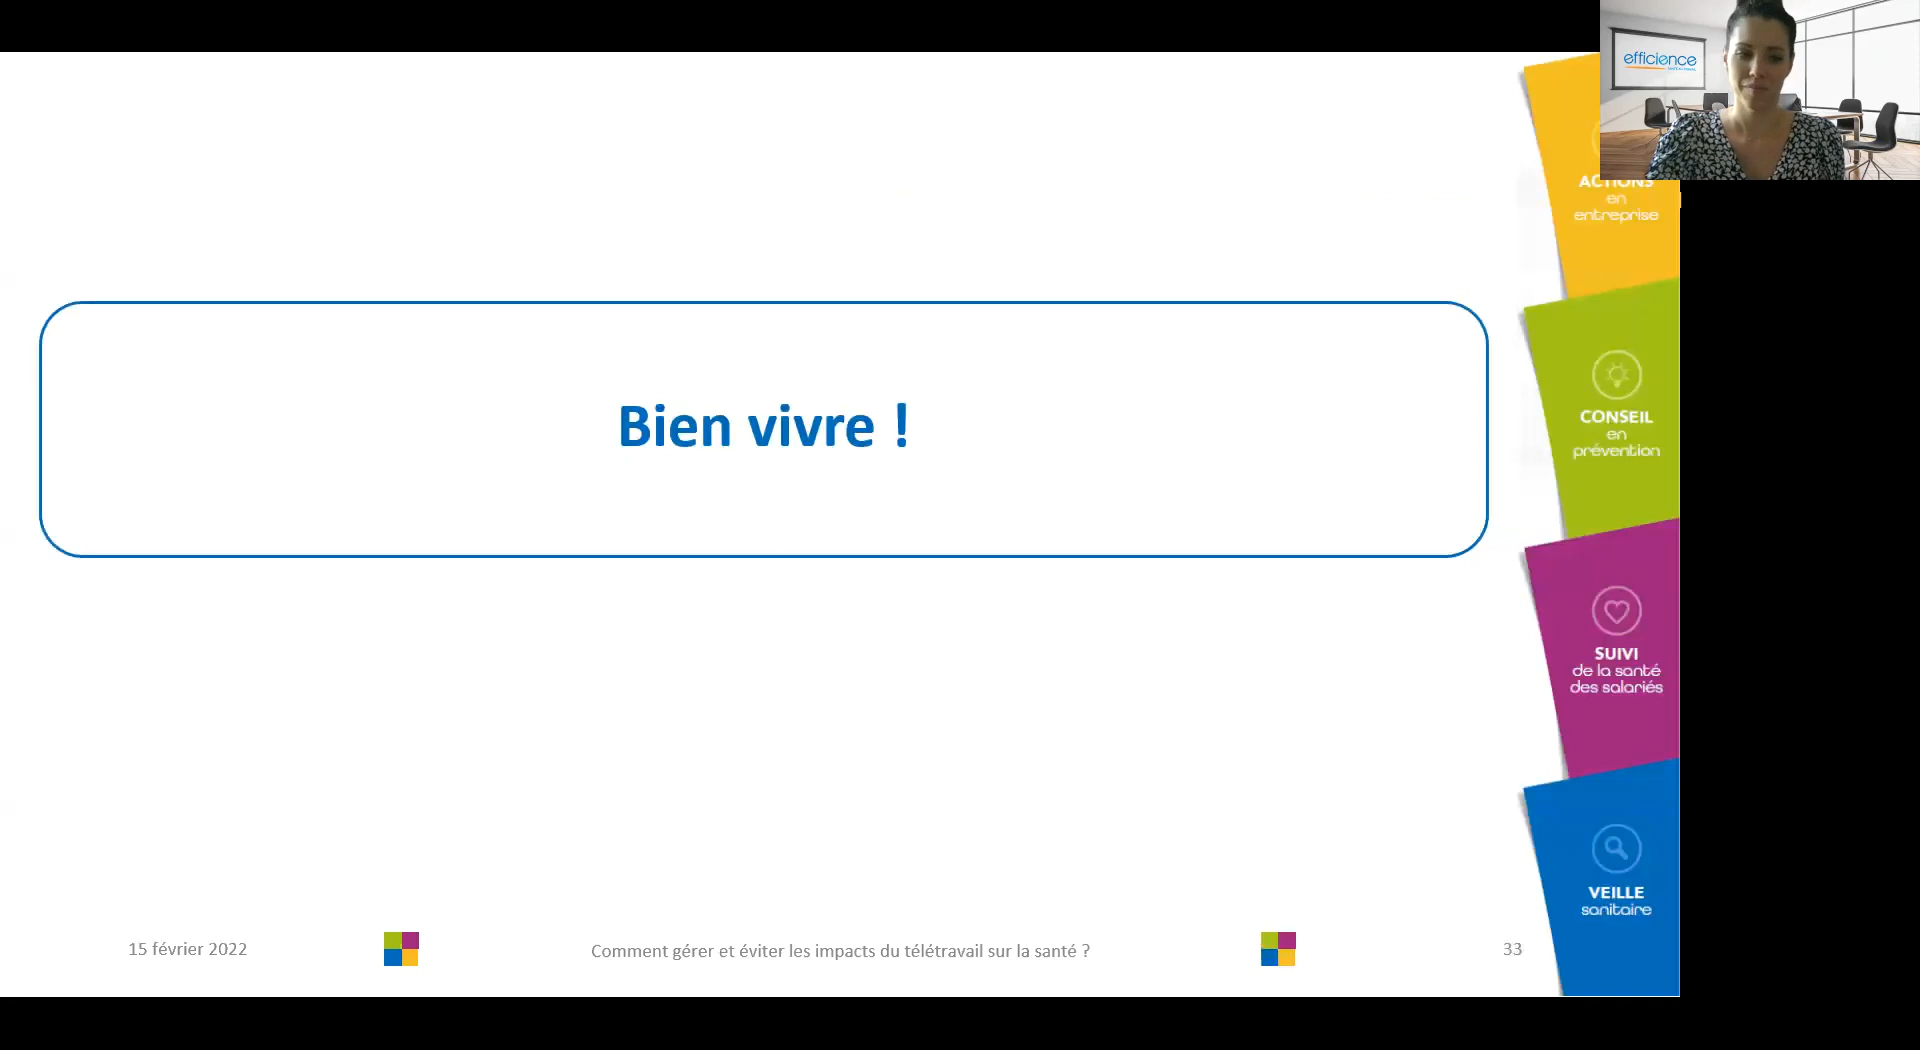 efficience
ACTIONS
en
entreprise
Bien vivre !
CONSEIL
en
prévention
SUIVI
de la santé
des salariés
VEILLE
sanitaire
15 février 2022
Comment gérer et éviter les impacts du télétravail sur la santé ?
33